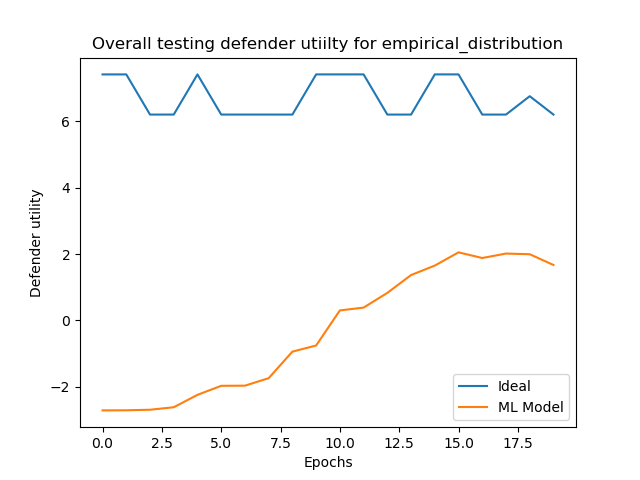 Overall testing defender utiilty for empirical_distribution
Defender utility
6
4
2
0
−2
0.0 2.5 5.0 7.5 10.0 12.5 15.0 17.5
Epochs
Ideal
ML Model